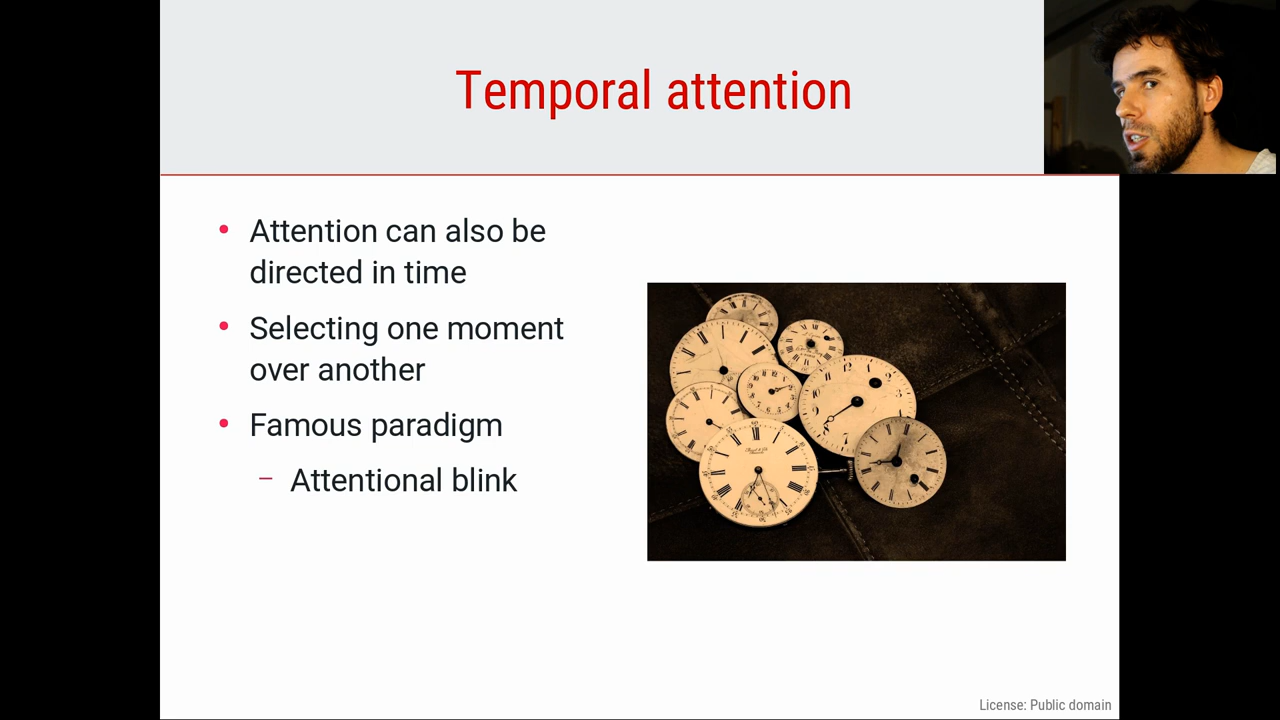 Temporal attention
• Attention can also be
directed in time
• Selecting one moment
over another
• Famous paradigm
– Attentional blink
License: Public domain